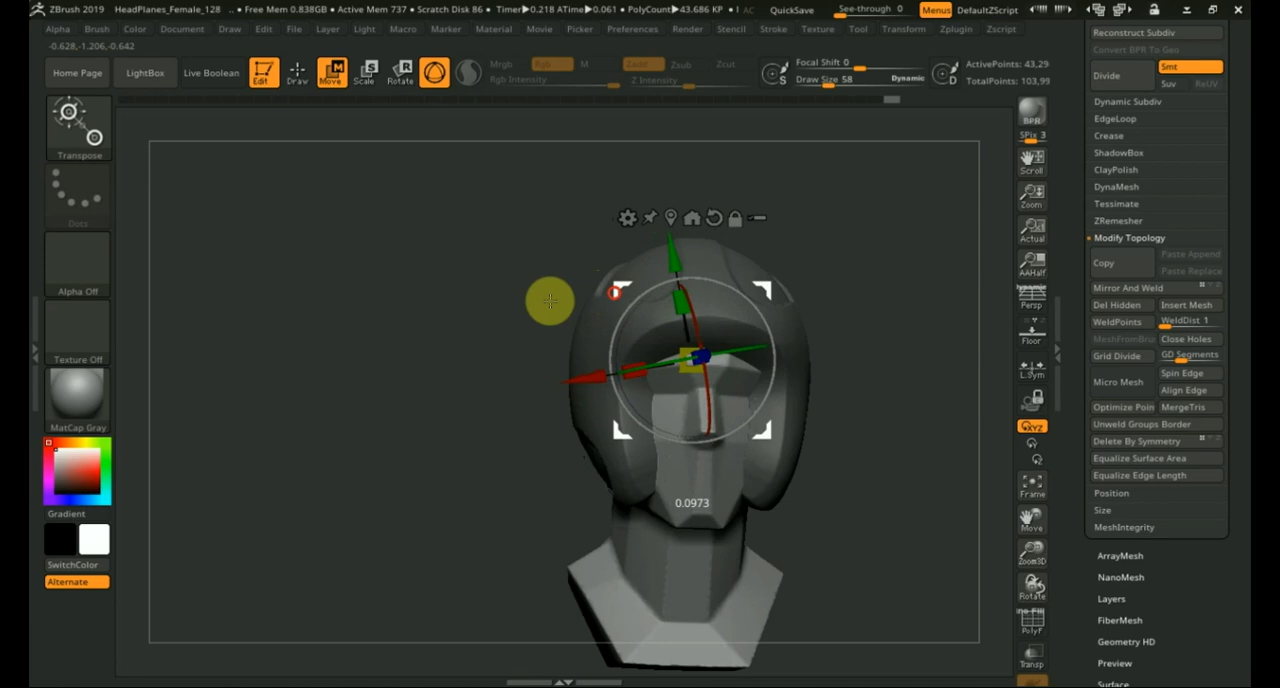 ZBrush 2019 HeadPlanes_Female_128 .. • Free Mem 0.838GB • Active Mem 737 • Scratch Disk 86 • Timer▶0.218 ATime▶0.061 • PolyCount▶43.686 KP • AC QuickSave See-through 0 Menus DefaultZScript
Alpha Brush Color Document Draw Edit File Layer Light Macro Marker Material Movie Picker Preferences Render Stencil Stroke Texture Tool Transform Zplugin Zscript
-0.628,-1.206,-0.642
Home Page
LightBox
Live Boolean
Edit
Draw
Move
Scale
Rotate
Mrgb Rgb M
Rgb Intensity
Zadd Zsub Zcut
Z Intensity
S
Focal Shift 0
Draw Size 58 Dynamic
D
ActivePoints: 43,29
TotalPoints: 103,99
Transpose
Dots
Alpha Off
Texture Off
MatCap Gray
Gradient
SwitchColor
Alternate
0.0973
BPR
SPix 3
Scroll
Zoom
Actual
AAHalf
Dynamic
Persp
Floor
L.Sym
XYZ
Frame
Move
Zoom3D
Rotate
PolyF
Transp
Reconstruct Subdiv
Convert BPR To Geo
Divide
Smt
Suv ReUV
Dynamic Subdiv
EdgeLoop
Crease
ShadowBox
ClayPolish
DynaMesh
Tessimate
ZRemesher
Modify Topology
Copy
Paste Append
Paste Replace
Mirror And Weld
Del Hidden Insert Mesh
WeldPoints WeldDist 1
MeshFromBru Close Holes
Grid Divide GD Segments
Micro Mesh
Spin Edge
Align Edge
Optimize Poin MergeTris
Unweld Groups Border
Delete By Symmetry
Equalize Surface Area
Equalize Edge Length
Position
Size
MeshIntegrity
ArrayMesh
NanoMesh
Layers
FiberMesh
Geometry HD
Preview
Surface